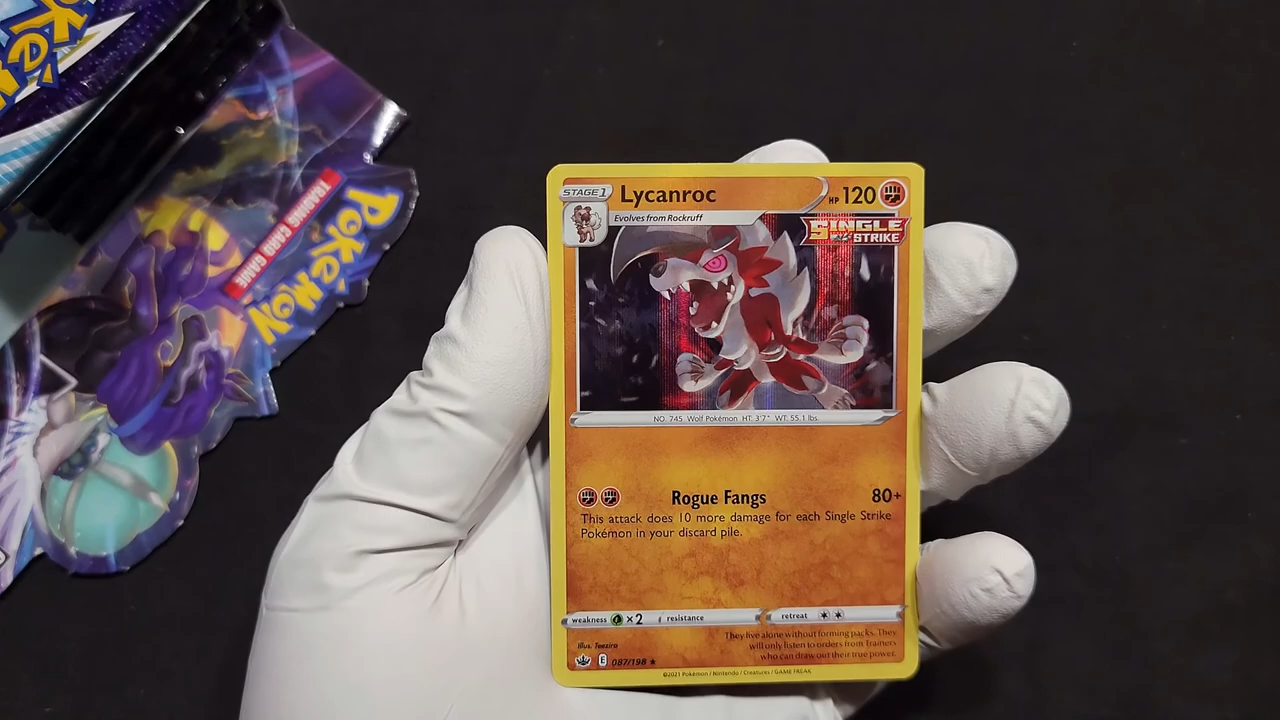 Poké
POKéMON
TRADING CARD GAME
STAGE 1
Lycanroc
HP 120
Evolves from Rockruff
SINGLE
STRIKE
NO. 745 Wolf Pokémon HT: 3'7" WT: 55.1 lbs.
Rogue Fangs 80+
This attack does 10 more damage for each Single Strike
Pokémon in your discard pile.
weakness ×2 resistance retreat
They live alone without forming packs. They
will only listen to orders from Trainers
who can draw out their true power.
Illus. Teeziro
E 087/198 ★
©2021 Pokémon / Nintendo / Creatures / GAME FREAK